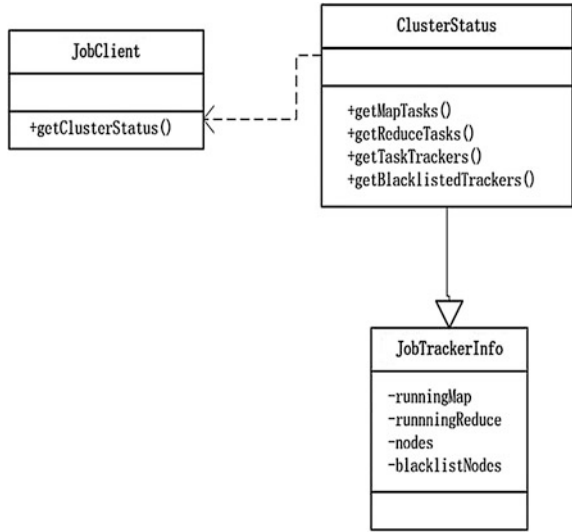 JobClient
+getClusterStatus()
ClusterStatus
+getMapTasks()
+getReduceTasks()
+getTaskTrackers()
+getBlacklistedTrackers()
JobTrackerInfo
-runningMap
-runnningReduce
-nodes
-blacklistNodes